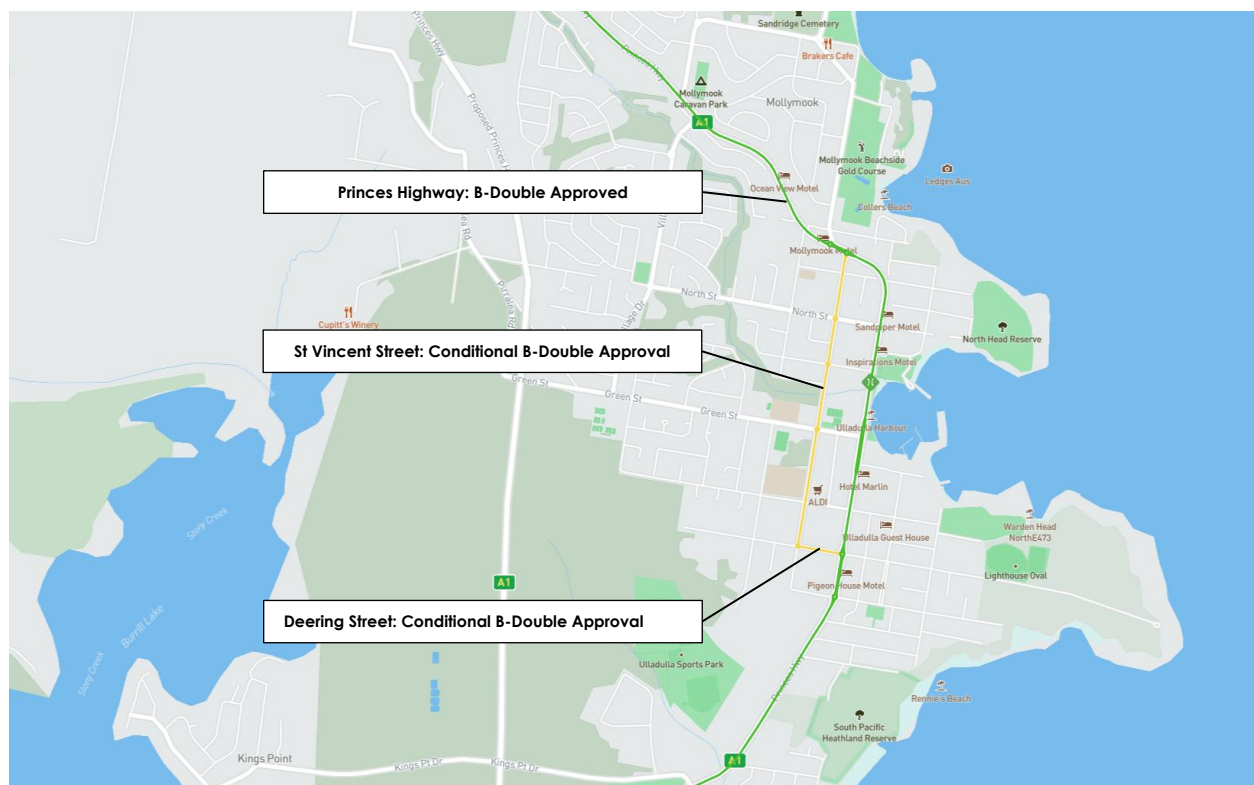 Sandridge Cemetery
Princes Hwy
Princes Hwy
Brakers Cafe
Mollymook
Caravan Park
Mollymook
A1
Proposed Princes H
Mollymook Beachside
Gold Course
Ledges Aus
Ocean View Motel
Princes Highway: B-Double Approved
Collers Beach
Mollymook Motel
Pirralea Rd
North St
North St
Cupitt's Winery
Sandpiper Motel
North Head Reserve
St Vincent Street: Conditional B-Double Approval
Inspirations Motel
Green St
Green St
Green St
Ulladulla Harbour
Hotel Marlin
ALDI
Stony Creek
Ulladulla Guest House
Warden Head
NorthE473
Lighthouse Oval
A1
Pigeon House Motel
Burrill Lake
Deering Street: Conditional B-Double Approval
Stony Creek
Ulladulla Sports Park
Princes Hwy
Rennie's Beach
South Pacific
Heathland Reserve
Kings Point
Kings Pt Dr
Kings Pt Dr
A1